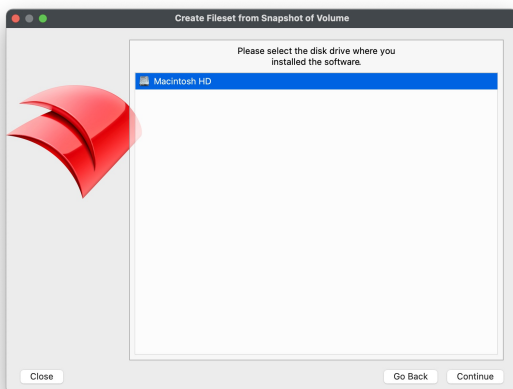 Create Fileset from Snapshot of Volume
Please select the disk drive where you
installed the software.
Macintosh HD
Close
Go Back
Continue